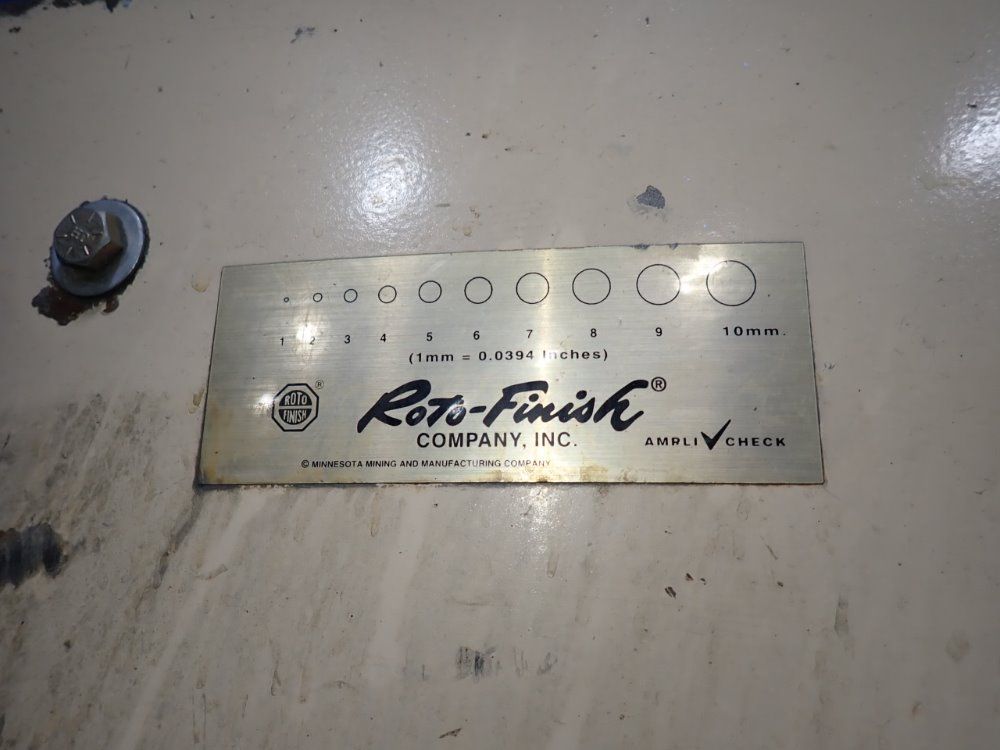 1 2 3 4 5 6 7 8 9 10mm.
(1mm = 0.0394 Inches)
ROTO
FINISH
®
Roto-Finish®
COMPANY, INC.
AMPLI CHECK
© MINNESOTA MINING AND MANUFACTURING COMPANY